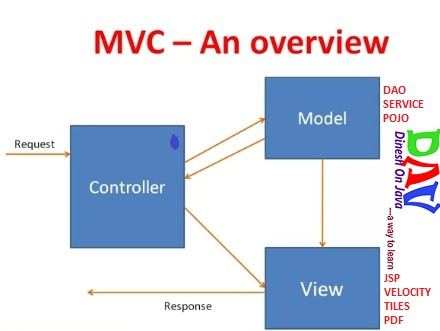 MVC – An overview
Request
Controller
Model
View
Response
DAO
SERVICE
POJO
DAV
Dinesh On Java
---a way to learn
JSP
VELOCITY
TILES
PDF